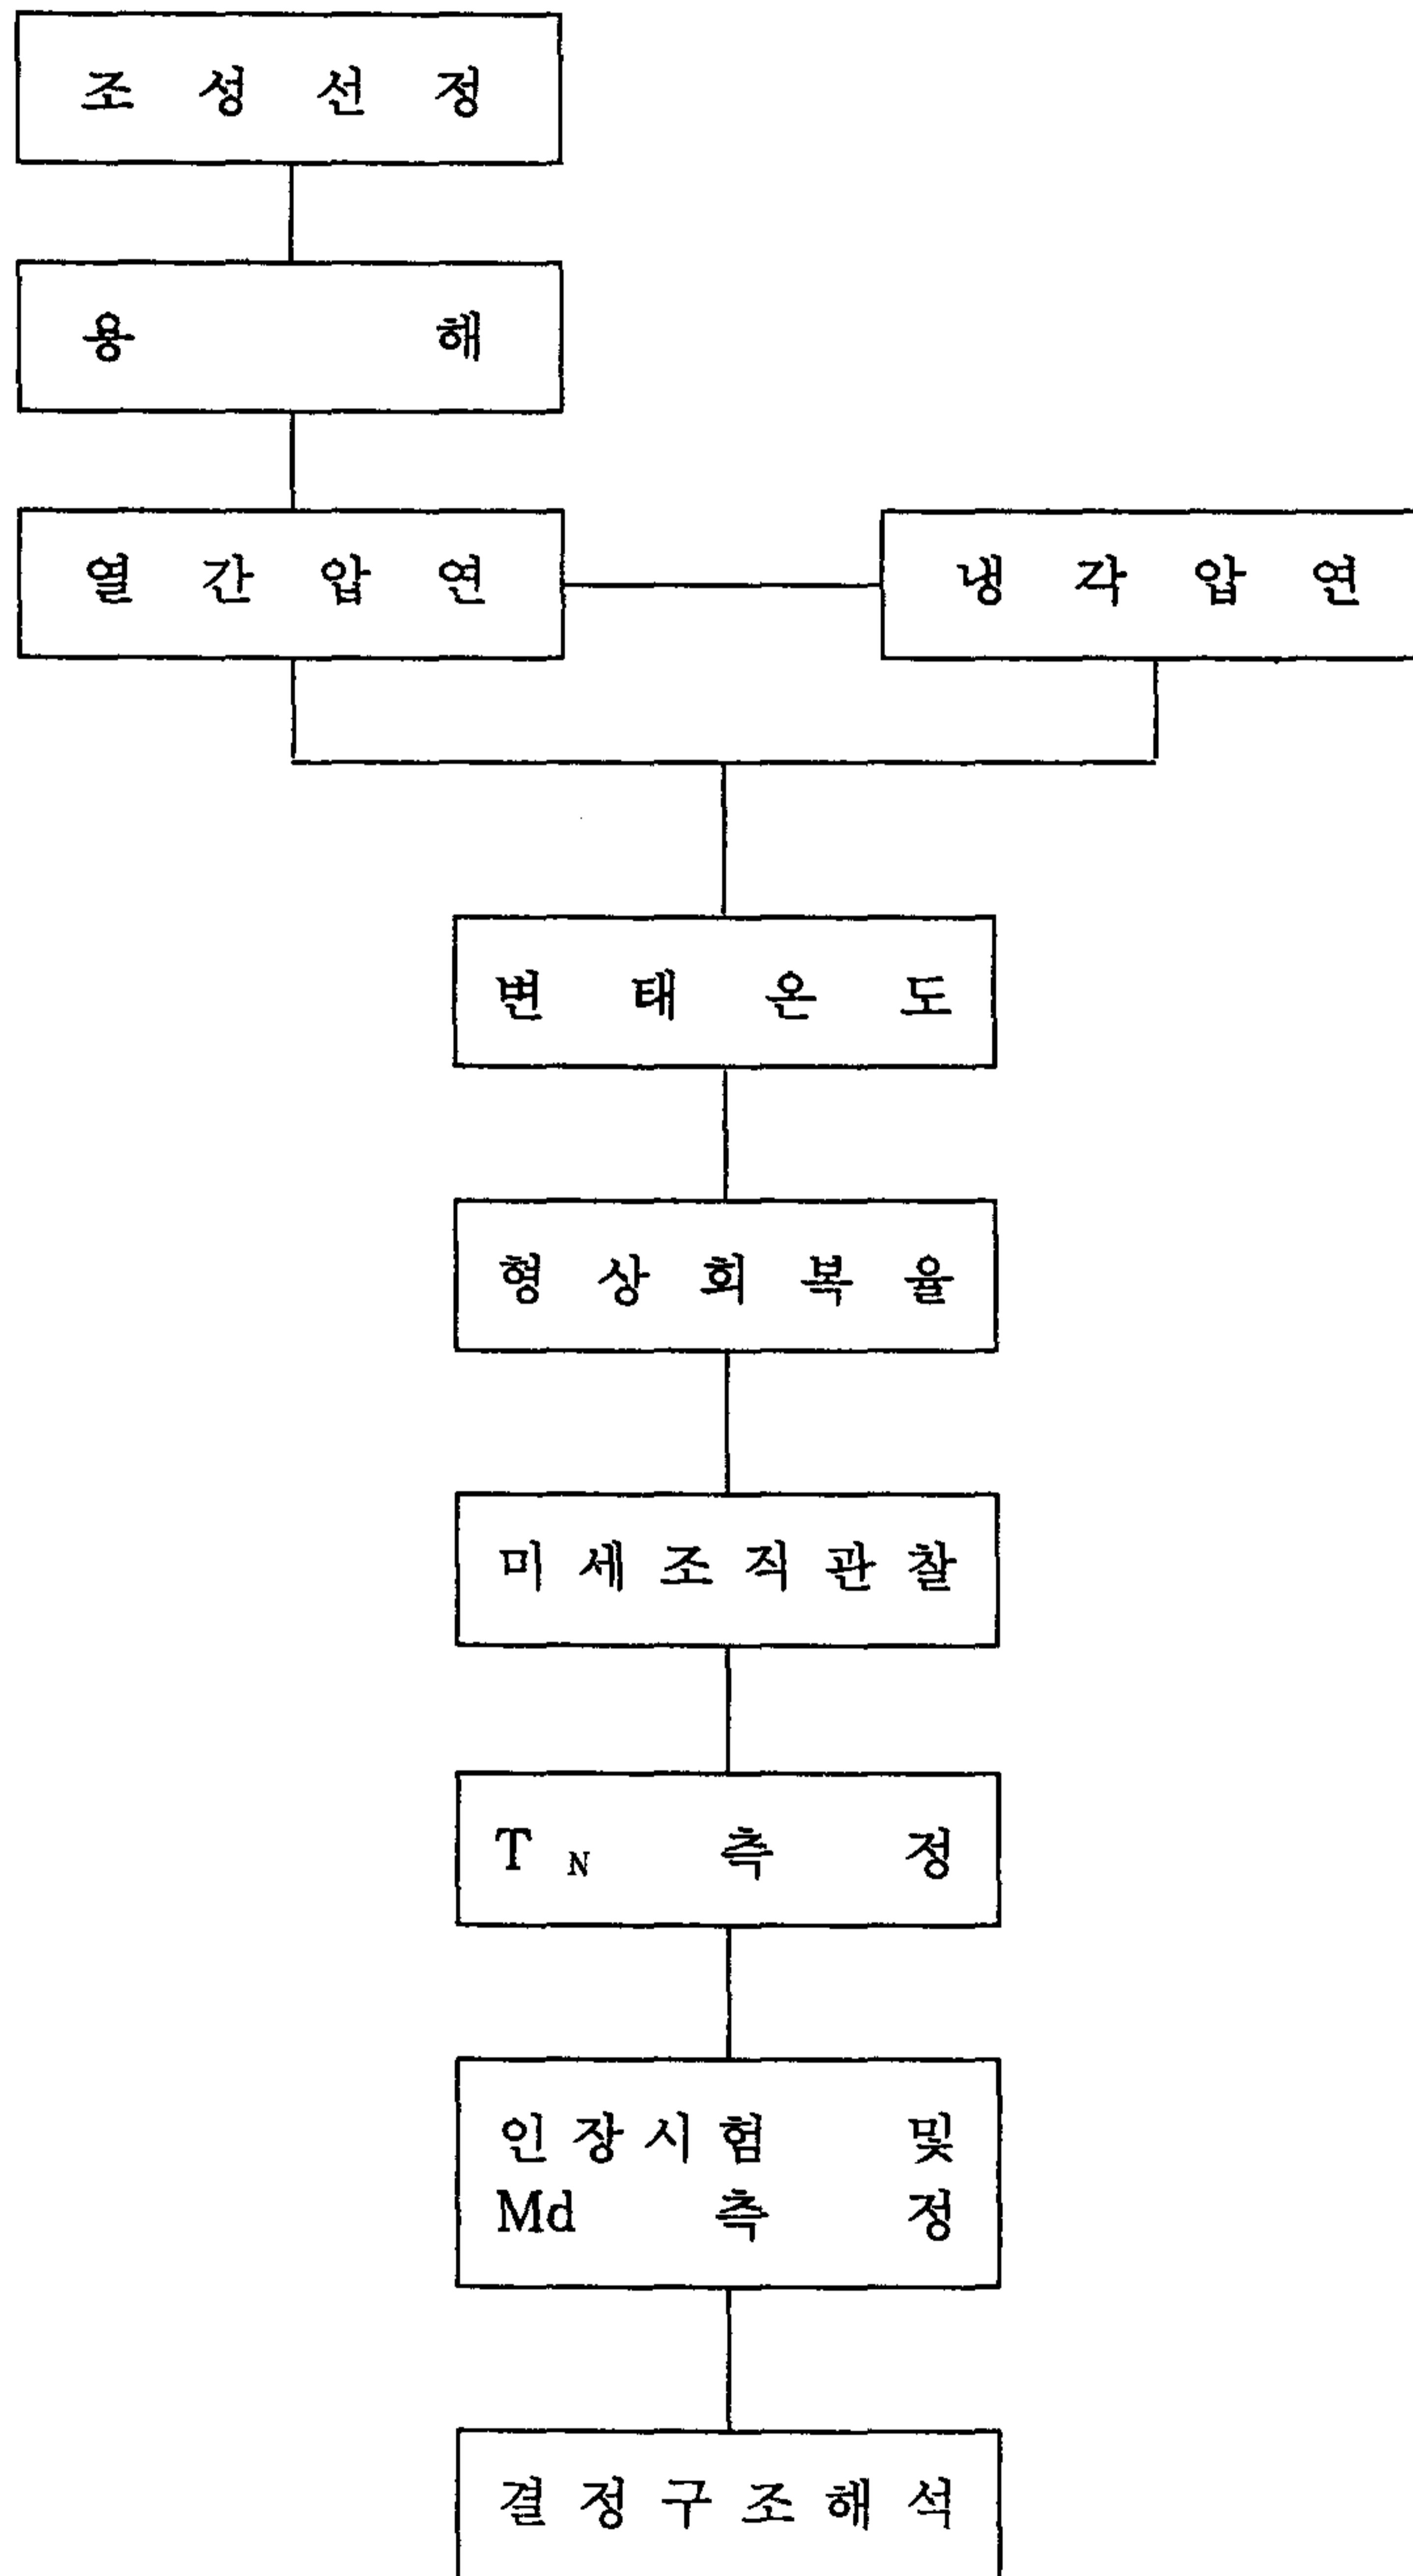 조성선정
용해
열간압연
냉각압연
변태온도
형상회복율
미세조직관찰
T_N 측정
인장시험 및
Md 측정
결정구조해석